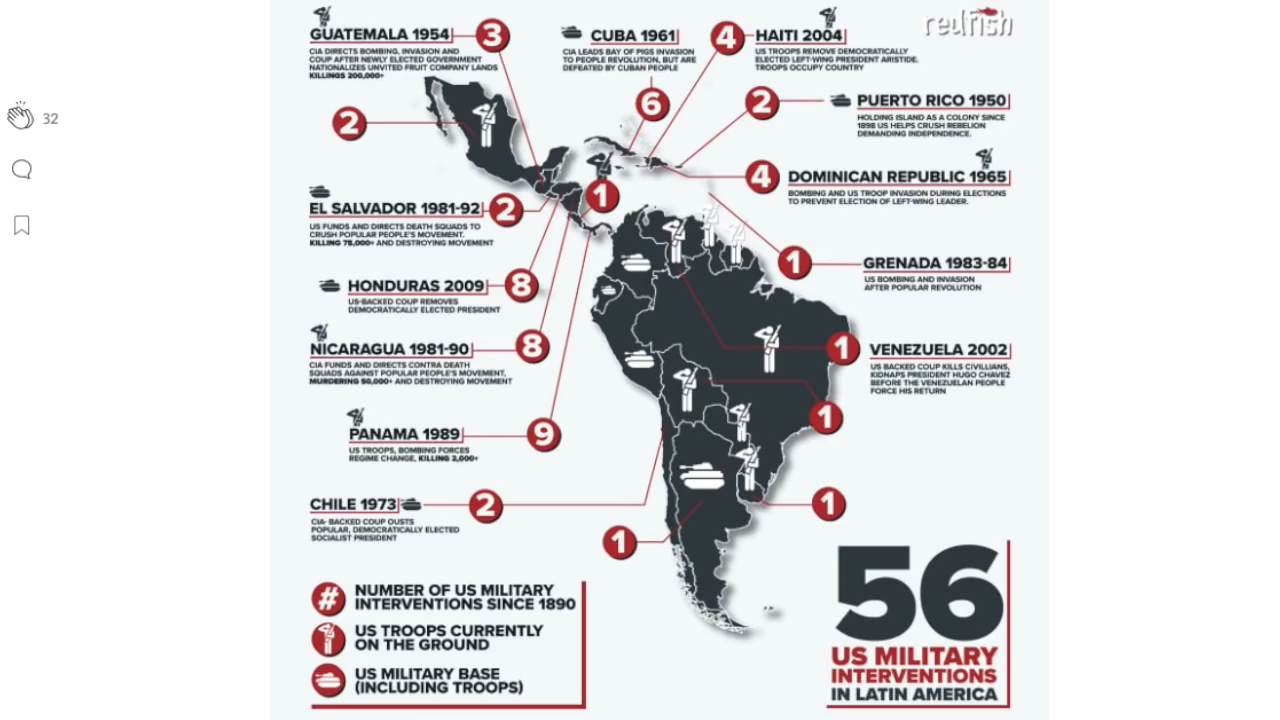 32
redfish
GUATEMALA 1954
3
CIA DIRECTS BOMBING, INVASION AND
COUP AFTER NEWLY ELECTED GOVERNMENT
NATIONALIZES UNVITED FRUIT COMPANY LANDS
KILLINGS 200,000+
CUBA 1961
CIA LEADS BAY OF PIGS INVASION
TO PEOPLE REVOLUTION, BUT ARE
DEFEATED BY CUBAN PEOPLE
6
4
HAITI 2004
US TROOPS REMOVE DEMOCRATICALLY
ELECTED LEFT-WING PRESIDENT ARISTIDE.
TROOPS OCCUPY COUNTRY
2
2
PUERTO RICO 1950
HOLDING ISLAND AS A COLONY SINCE
1898 US HELPS CRUSH REBELION
DEMANDING INDEPENDENCE.
4
DOMINICAN REPUBLIC 1965
BOMBING AND US TROOP INVASION DURING ELECTIONS
TO PREVENT ELECTION OF LEFT-WING LEADER.
1
EL SALVADOR 1981-92
2
US FUNDS AND DIRECTS DEATH SQUADS TO
CRUSH POPULAR PEOPLE'S MOVEMENT.
KILLING 75,000+ AND DESTROYING MOVEMENT
1
GRENADA 1983-84
US BOMBING AND INVASION
AFTER POPULAR REVOLUTION
HONDURAS 2009
8
US-BACKED COUP REMOVES
DEMOCRATICALLY ELECTED PRESIDENT
NICARAGUA 1981-90
8
CIA FUNDS AND DIRECTS CONTRA DEATH
SQUADS AGAINST POPULAR PEOPLE'S MOVEMENT,
MURDERING 50,000+ AND DESTROYING MOVEMENT
1
VENEZUELA 2002
US BACKED COUP KILLS CIVILLIANS,
KIDNAPS PRESIDENT HUGO CHAVEZ
BEFORE THE VENEZUELAN PEOPLE
FORCE HIS RETURN
1
PANAMA 1989
9
US TROOPS, BOMBING FORCES
REGIME CHANGE, KILLING 2,000+
CHILE 1973
2
CIA- BACKED COUP OUSTS
POPULAR, DEMOCRATICALLY ELECTED
SOCIALIST PRESIDENT
1
1
# NUMBER OF US MILITARY
INTERVENTIONS SINCE 1890
US TROOPS CURRENTLY
ON THE GROUND
US MILITARY BASE
(INCLUDING TROOPS)
56
US MILITARY
INTERVENTIONS
IN LATIN AMERICA